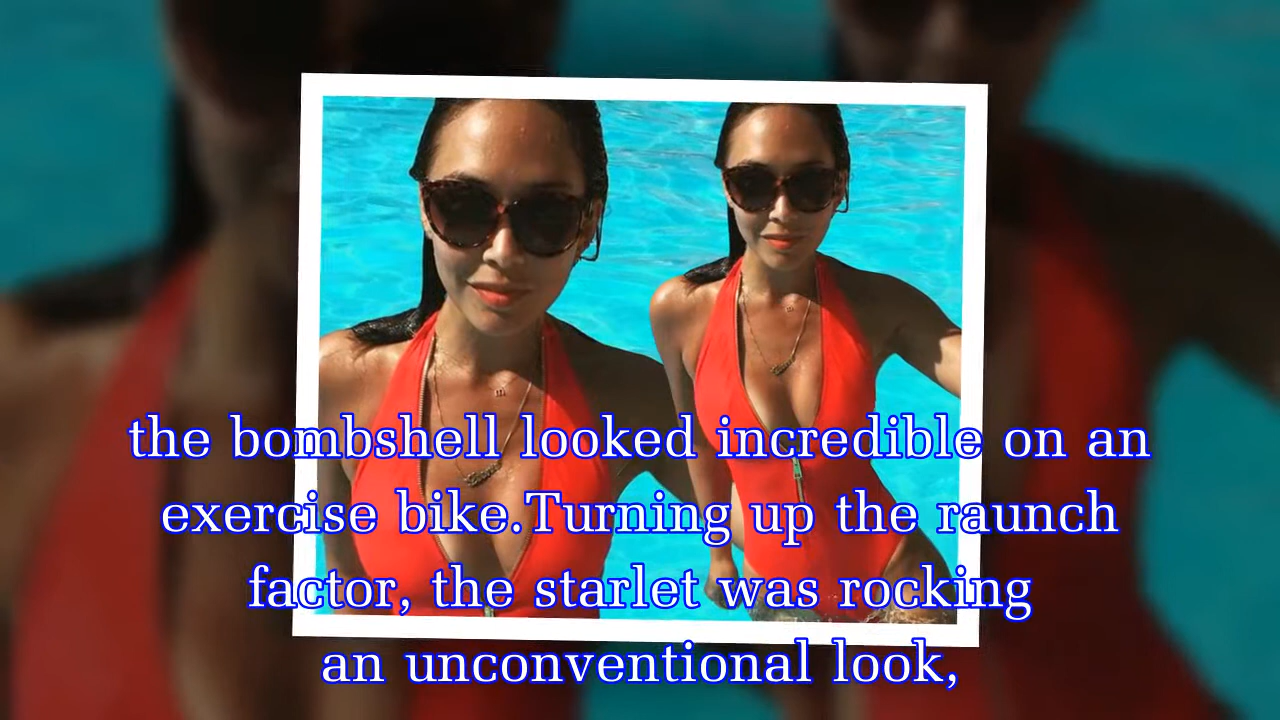 the bombshell looked incredible on an
exercise bike.Turning up the raunch
factor, the starlet was rocking
an unconventional look,